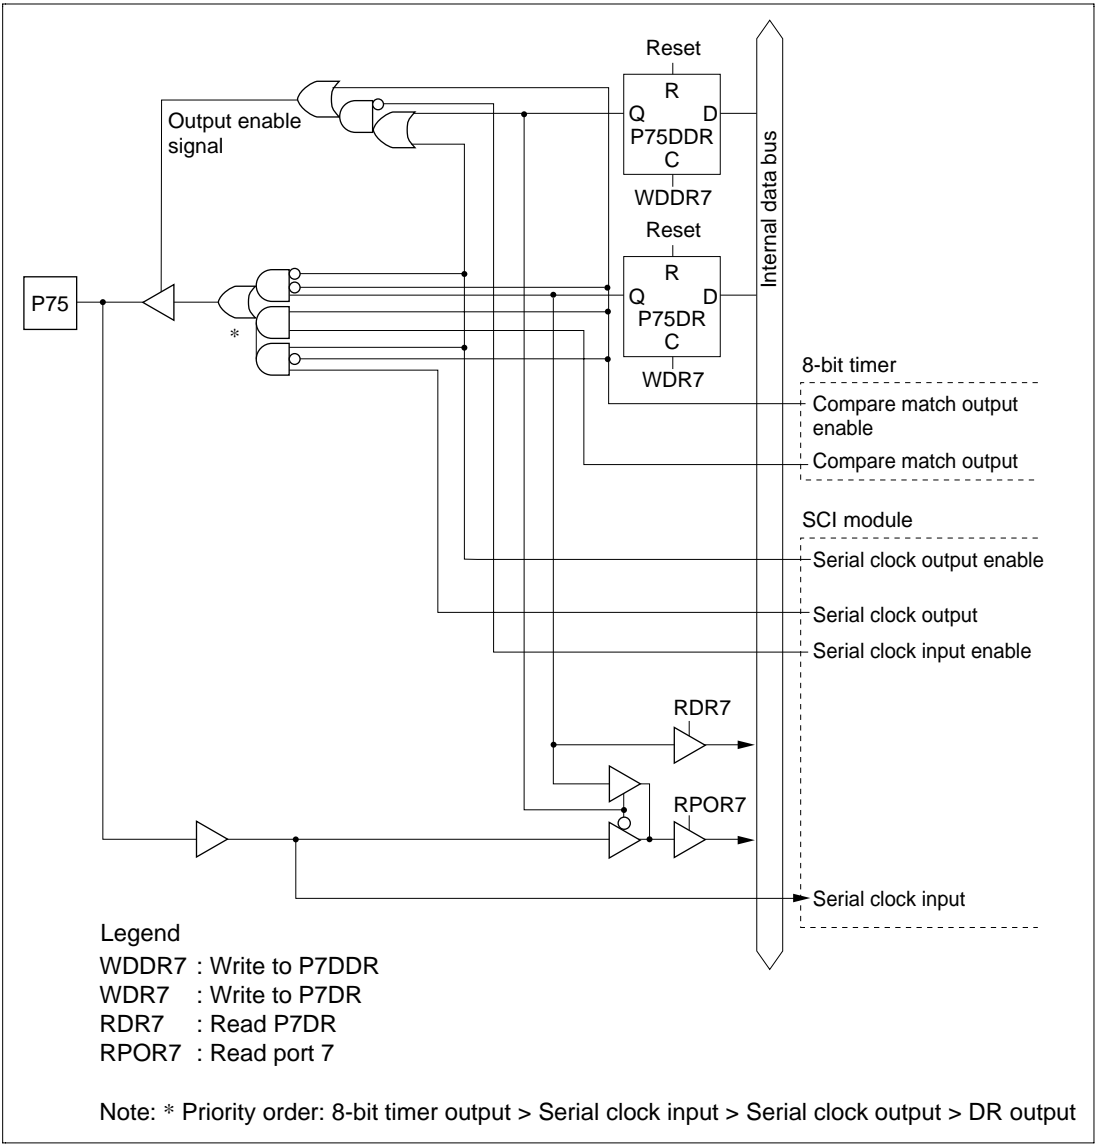 Reset
R
Q D
P75DDR
C
WDDR7
Reset
R
Q D
P75DR
C
WDR7
Internal data bus
Output enable
signal
P75
*
8-bit timer
Compare match output
enable
Compare match output
SCI module
Serial clock output enable
Serial clock output
Serial clock input enable
RDR7
RPOR7
Serial clock input
Legend
WDDR7 : Write to P7DDR
WDR7 : Write to P7DR
RDR7 : Read P7DR
RPOR7 : Read port 7
Note: * Priority order: 8-bit timer output > Serial clock input > Serial clock output > DR output